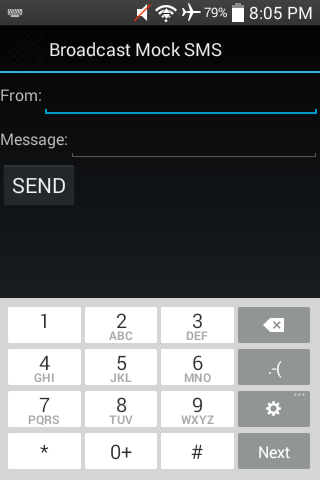 79% 8:05 PM
Broadcast Mock SMS
From:
Message:
SEND
1 2 ABC 3 DEF
4 GHI 5 JKL 6 MNO .-(
7 PQRS 8 TUV 9 WXYZ
* 0+ # Next